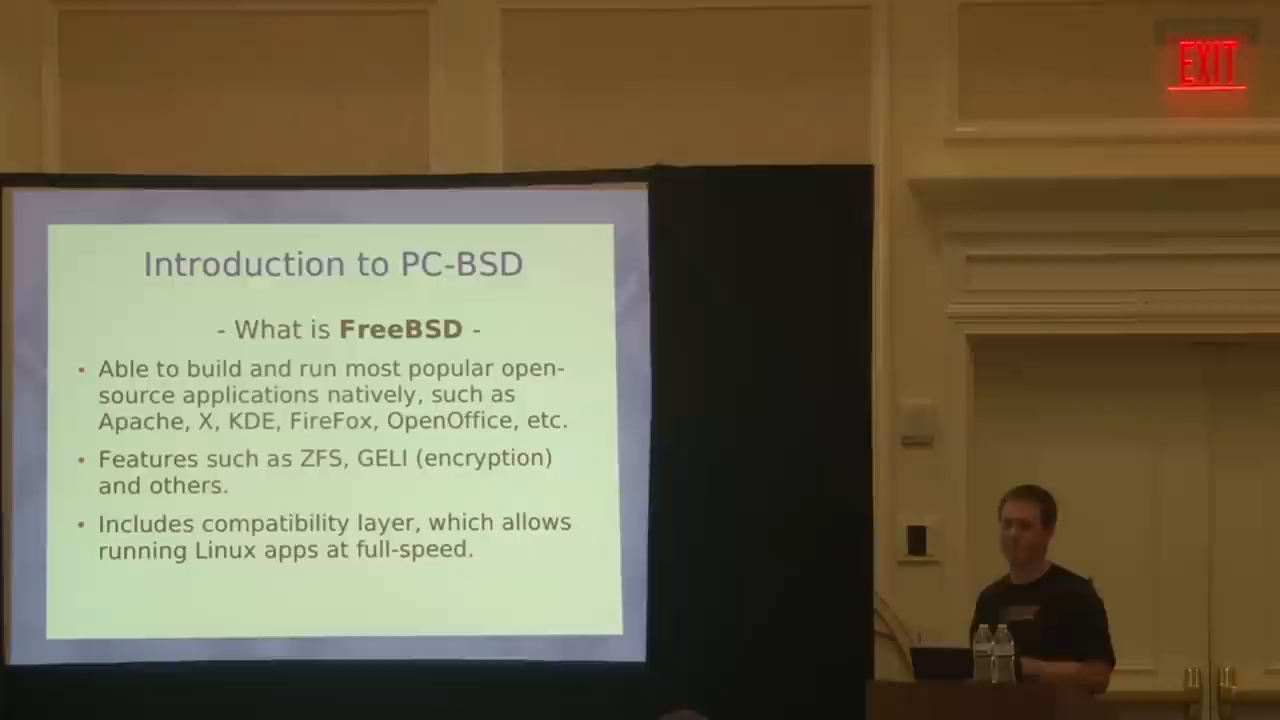 EXIT
Introduction to PC-BSD
- What is FreeBSD -
• Able to build and run most popular open-
source applications natively, such as
Apache, X, KDE, FireFox, OpenOffice, etc.
• Features such as ZFS, GELI (encryption)
and others.
• Includes compatibility layer, which allows
running Linux apps at full-speed.